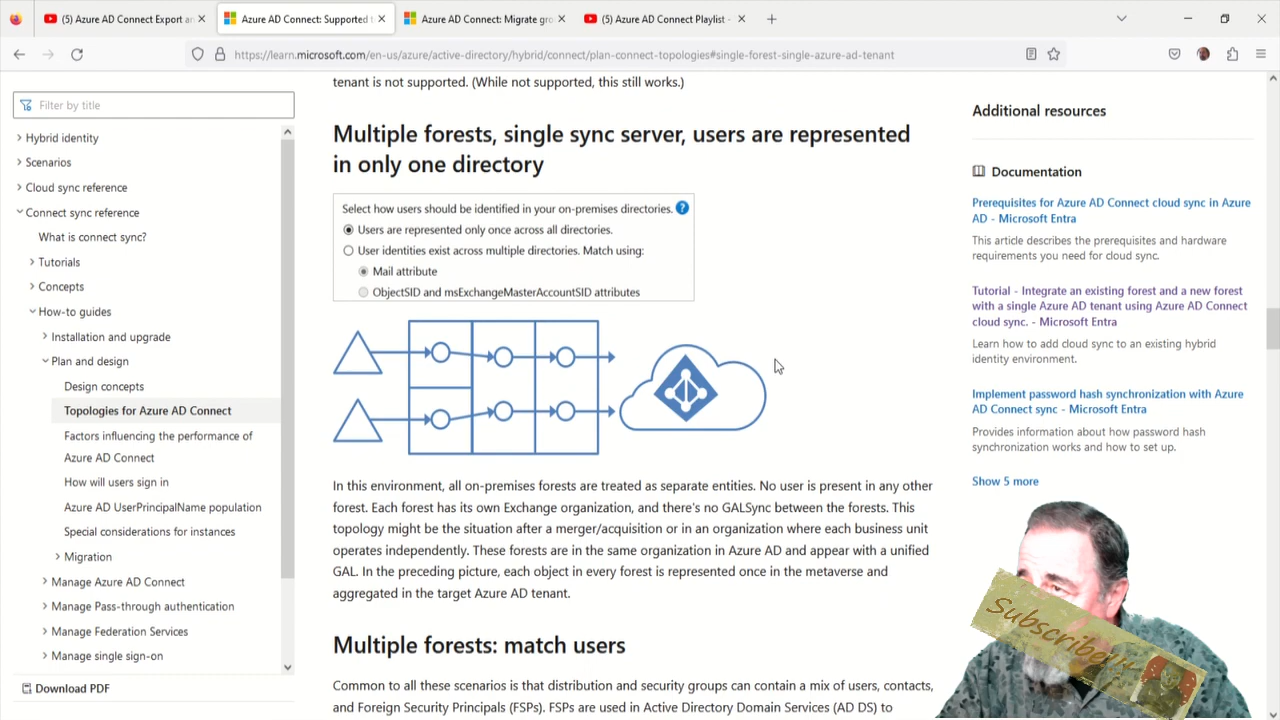 (5) Azure AD Connect Export an
Azure AD Connect: Supported t
Azure AD Connect: Migrate gro
(5) Azure AD Connect Playlist -
https://learn.microsoft.com/en-us/azure/active-directory/hybrid/connect/plan-connect-topologies#single-forest-single-azure-ad-tenant
Filter by title
Hybrid identity
Scenarios
Cloud sync reference
Connect sync reference
What is connect sync?
Tutorials
Concepts
How-to guides
Installation and upgrade
Plan and design
Design concepts
Topologies for Azure AD Connect
Factors influencing the performance of
Azure AD Connect
How will users sign in
Azure AD UserPrincipalName population
Special considerations for instances
Migration
Manage Azure AD Connect
Manage Pass-through authentication
Manage Federation Services
Manage single sign-on
Download PDF
tenant is not supported. (While not supported, this still works.)
Multiple forests, single sync server, users are represented
in only one directory
Select how users should be identified in your on-premises directories. ?
Users are represented only once across all directories.
User identities exist across multiple directories. Match using:
Mail attribute
ObjectSID and msExchangeMasterAccountSID attributes
In this environment, all on-premises forests are treated as separate entities. No user is present in any other
forest. Each forest has its own Exchange organization, and there's no GALSync between the forests. This
topology might be the situation after a merger/acquisition or in an organization where each business unit
operates independently. These forests are in the same organization in Azure AD and appear with a unified
GAL. In the preceding picture, each object in every forest is represented once in the metaverse and
aggregated in the target Azure AD tenant.
Multiple forests: match users
Common to all these scenarios is that distribution and security groups can contain a mix of users, contacts,
and Foreign Security Principals (FSPs). FSPs are used in Active Directory Domain Services (AD DS) to
Additional resources
Documentation
Prerequisites for Azure AD Connect cloud sync in Azure
AD - Microsoft Entra
This article describes the prerequisites and hardware
requirements you need for cloud sync.
Tutorial - Integrate an existing forest and a new forest
with a single Azure AD tenant using Azure AD Connect
cloud sync. - Microsoft Entra
Learn how to add cloud sync to an existing hybrid
identity environment.
Implement password hash synchronization with Azure
AD Connect sync - Microsoft Entra
Provides information about how password hash
synchronization works and how to set up.
Show 5 more
Subscribe!!!